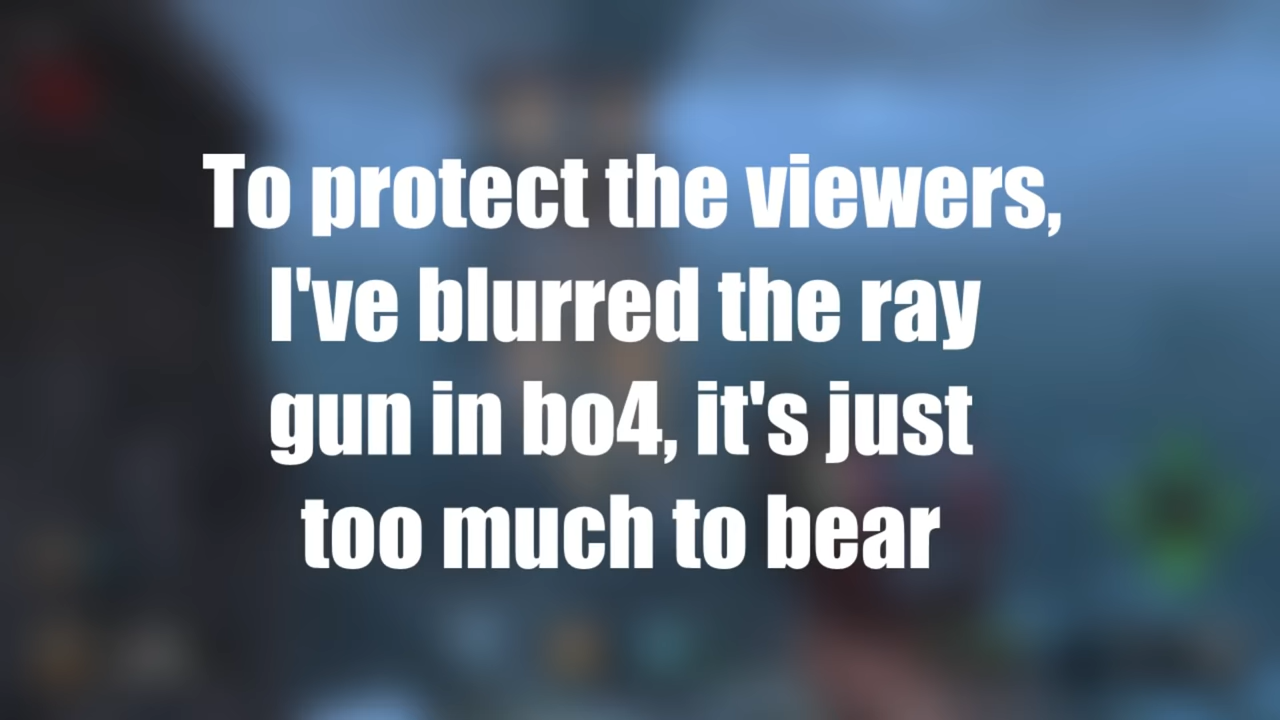 To protect the viewers,
I've blurred the ray
gun in bo4, it's just
too much to bear